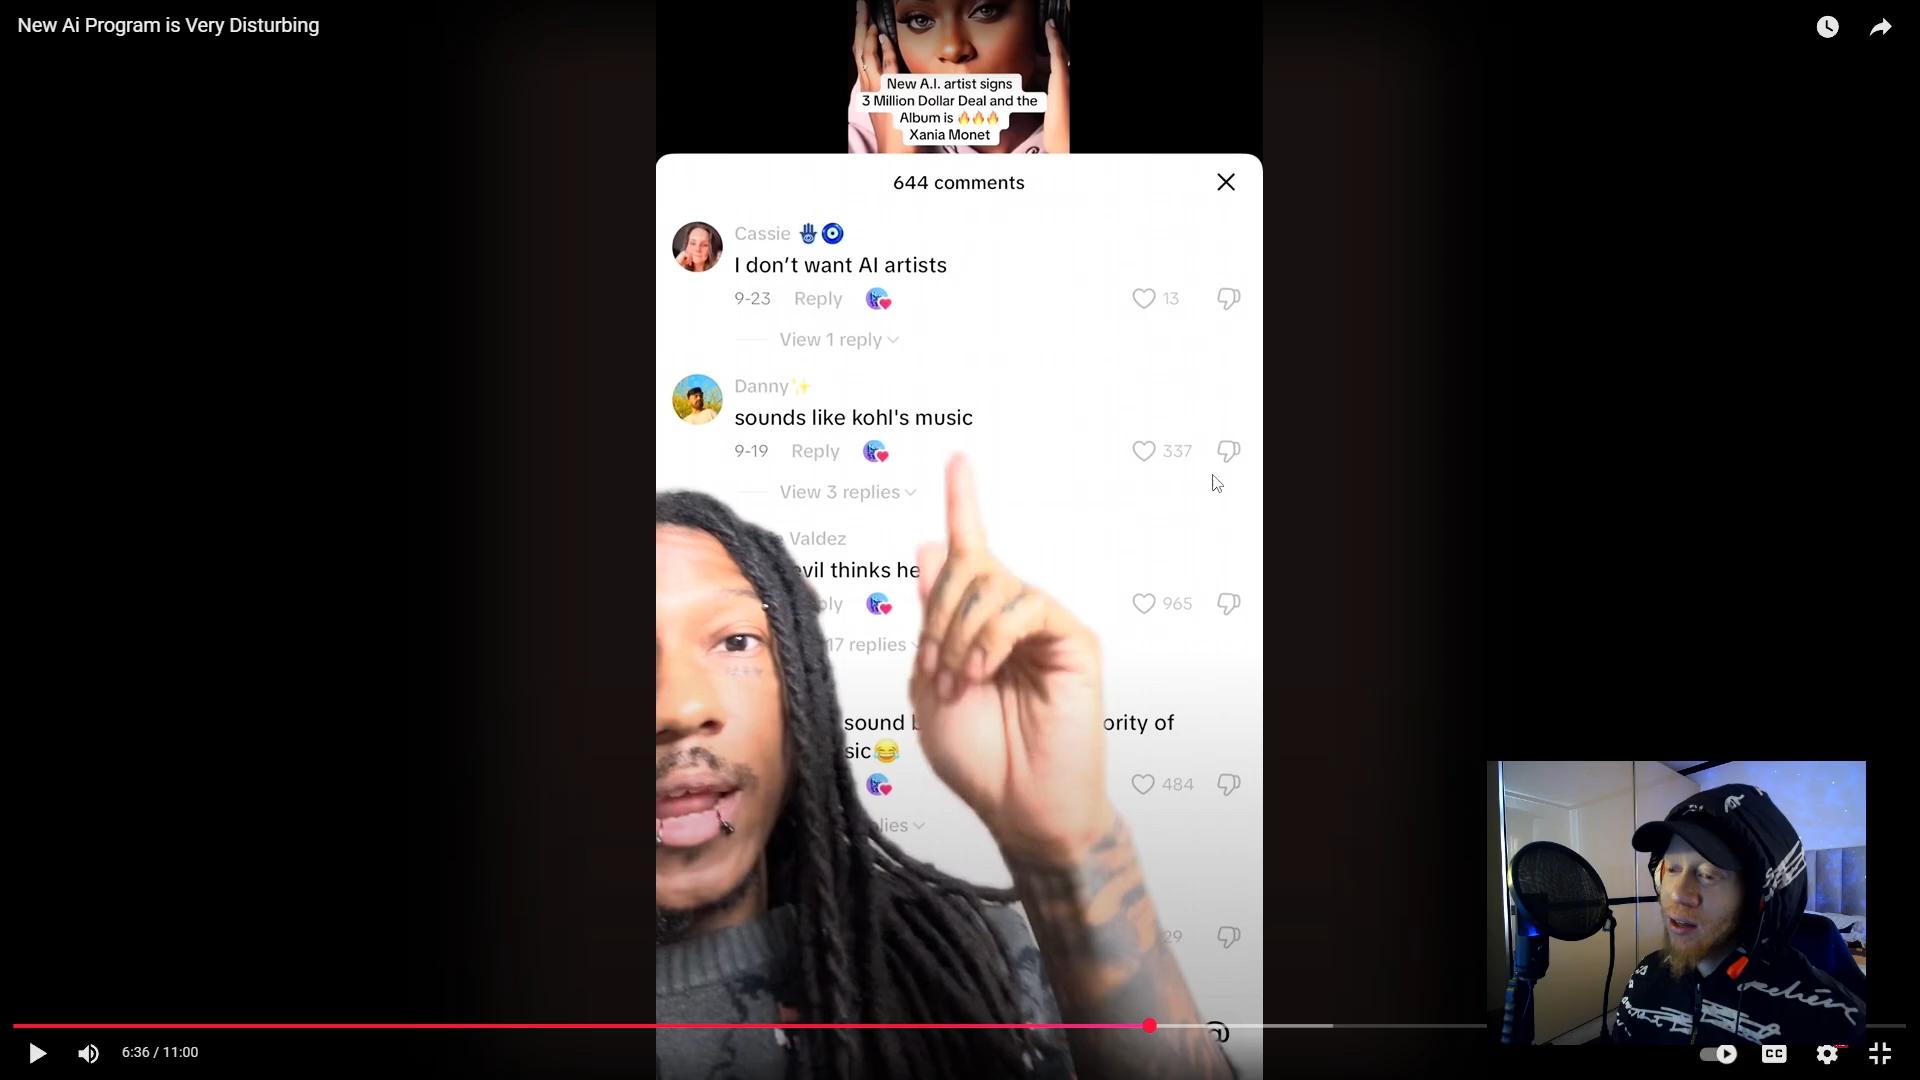 New Ai Program is Very Disturbing
New A.I. artist signs
3 Million Dollar Deal and the
Album is 🔥🔥🔥
Xania Monet
644 comments
Cassie 🪬🧿
I don't want AI artists
9-23 Reply 13
View 1 reply
Danny✨
sounds like kohl's music
9-19 Reply 337
View 3 replies
Valdez
evil thinks he
ply 965
17 replies
sound b ority of
sic😂
484
lies
29
@
6:36 / 11:00
CC